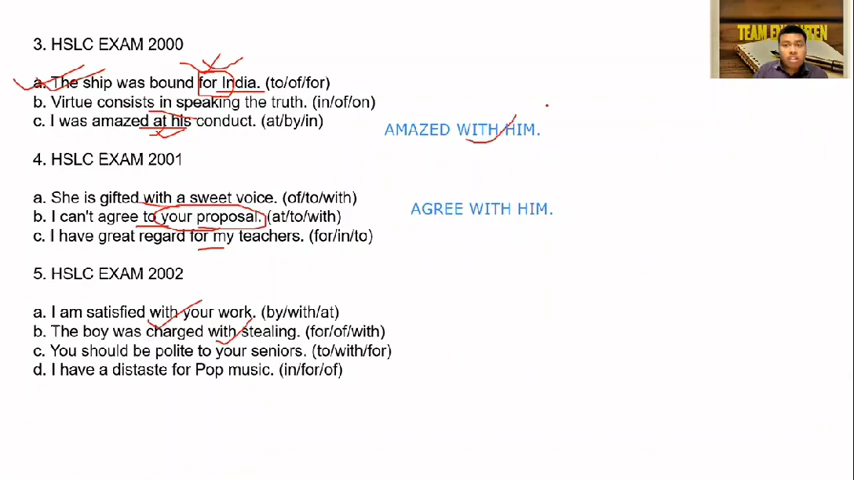 3. HSLC EXAM 2000
a. The ship was bound for India. (to/of/for)
b. Virtue consists in speaking the truth. (in/of/on)
c. I was amazed at his conduct. (at/by/in)
AMAZED WITH HIM.
4. HSLC EXAM 2001
a. She is gifted with a sweet voice. (of/to/with)
b. I can't agree to your proposal. (at/to/with)
AGREE WITH HIM.
c. I have great regard for my teachers. (for/in/to)
5. HSLC EXAM 2002
a. I am satisfied with your work. (by/with/at)
b. The boy was charged with stealing. (for/of/with)
c. You should be polite to your seniors. (to/with/for)
d. I have a distaste for Pop music. (in/for/of)